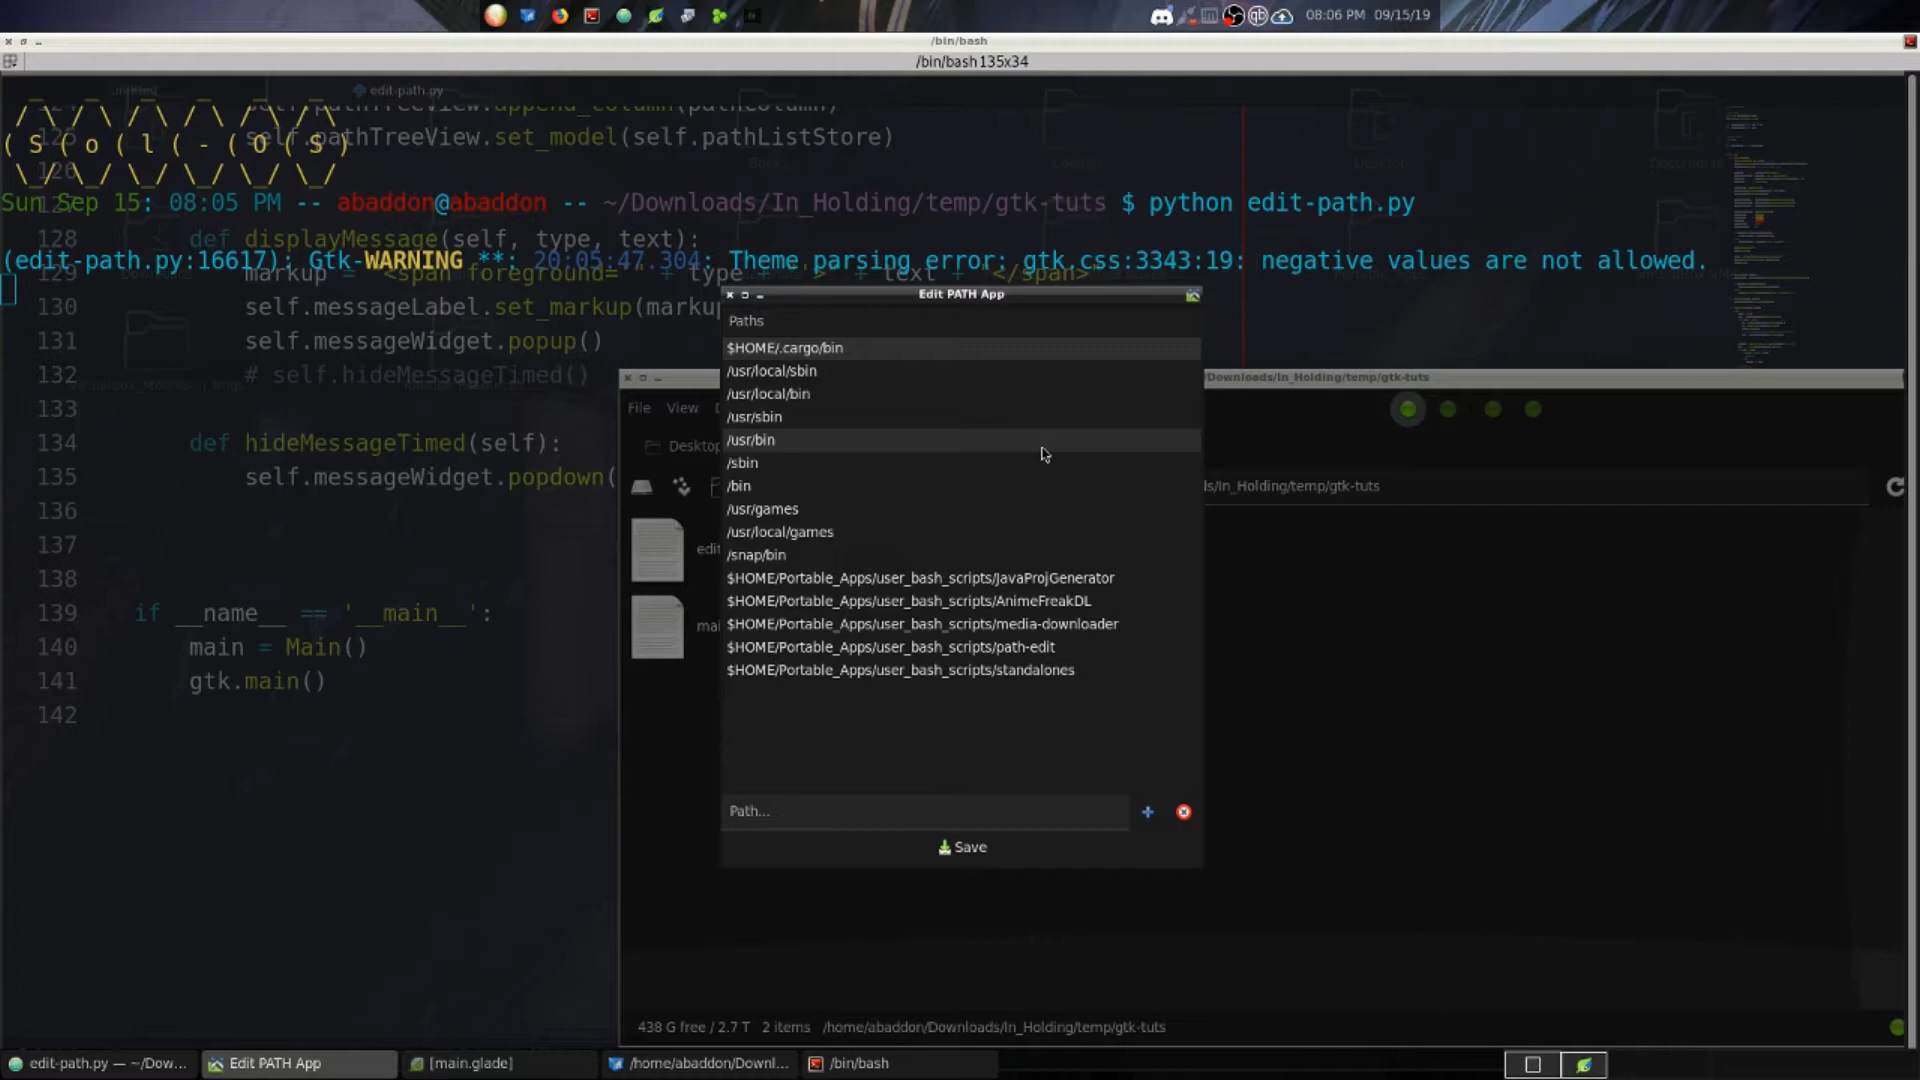 08:06 PM 09/15/19
/bin/bash
/bin/bash 135x34
untitled
edit-path.py
125 self.pathTreeView.set_model(self.pathListStore)
( S ( o ( l ( - ( O ( S )
126
Sun Sep 15: 08:05 PM -- abaddon@abaddon -- ~/Downloads/In_Holding/temp/gtk-tuts $ python edit-path.py
128 def displayMessage(self, type, text):
(edit-path.py:16617): Gtk-WARNING **: 20:05:47.304: Theme parsing error: gtk.css:3343:19: negative values are not allowed.
129 markup = "<span foreground='" + type + "'>" + text + "</span>"
130 self.messageLabel.set_markup(marku
131 self.messageWidget.popup()
132 # self.hideMessageTimed()
133
134 def hideMessageTimed(self):
135 self.messageWidget.popdown(
136
137
138
139 if __name__ == '__main__':
140 main = Main()
141 gtk.main()
142
Edit PATH App
Paths
$HOME/.cargo/bin
/usr/local/sbin
/usr/local/bin
/usr/sbin
/usr/bin
/sbin
/bin
/usr/games
/usr/local/games
/snap/bin
$HOME/Portable_Apps/user_bash_scripts/JavaProjGenerator
$HOME/Portable_Apps/user_bash_scripts/AnimeFreakDL
$HOME/Portable_Apps/user_bash_scripts/media-downloader
$HOME/Portable_Apps/user_bash_scripts/path-edit
$HOME/Portable_Apps/user_bash_scripts/standalones
Path...
Save
/Downloads/In_Holding/temp/gtk-tuts
File View
Desktop
ds/In_Holding/temp/gtk-tuts
edi
mai
438 G free / 2.7 T 2 items /home/abaddon/Downloads/In_Holding/temp/gtk-tuts
edit-path.py — ~/Dow...
Edit PATH App
[main.glade]
/home/abaddon/Downl...
/bin/bash